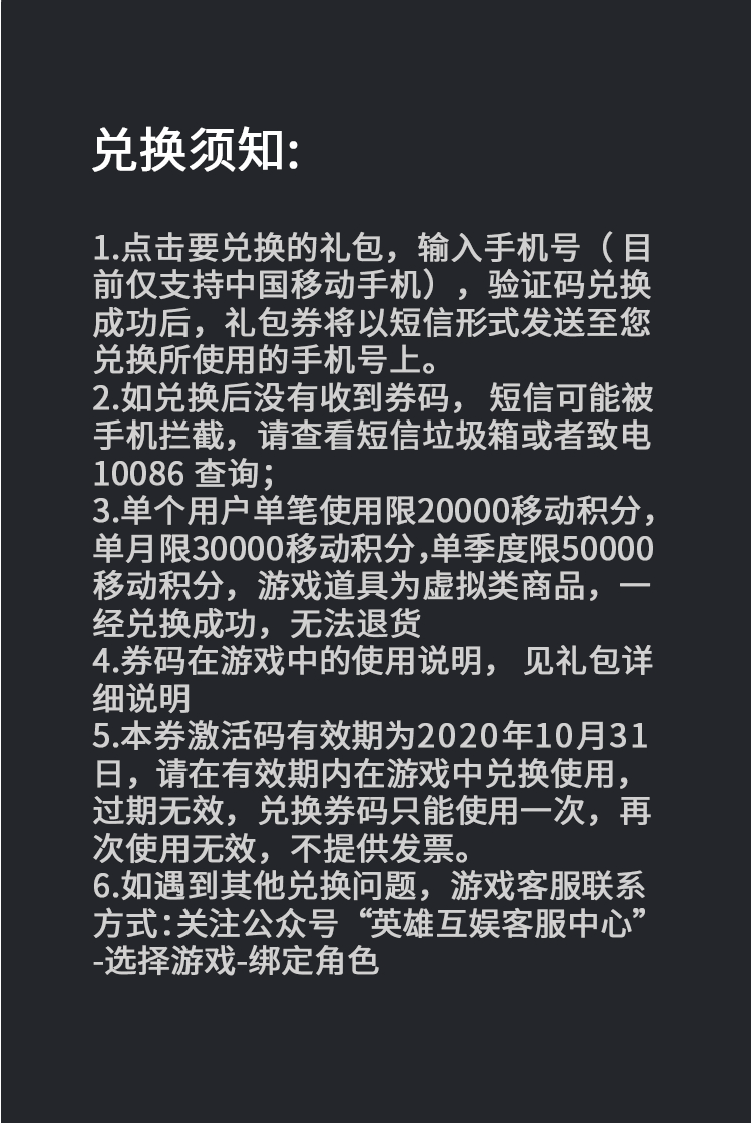 兑换须知:
1.点击要兑换的礼包，输入手机号（ 目
前仅支持中国移动手机），验证码兑换
成功后，礼包券将以短信形式发送至您
兑换所使用的手机号上。
2.如兑换后没有收到券码， 短信可能被
手机拦截，请查看短信垃圾箱或者致电
10086 查询；
3.单个用户单笔使用限20000移动积分，
单月限30000移动积分,单季度限50000
移动积分，游戏道具为虚拟类商品，一
经兑换成功，无法退货
4.券码在游戏中的使用说明， 见礼包详
细说明
5.本券激活码有效期为2020年10月31
日，请在有效期内在游戏中兑换使用，
过期无效，兑换券码只能使用一次，再
次使用无效，不提供发票。
6.如遇到其他兑换问题，游戏客服联系
方式:关注公众号“英雄互娱客服中心”
-选择游戏-绑定角色